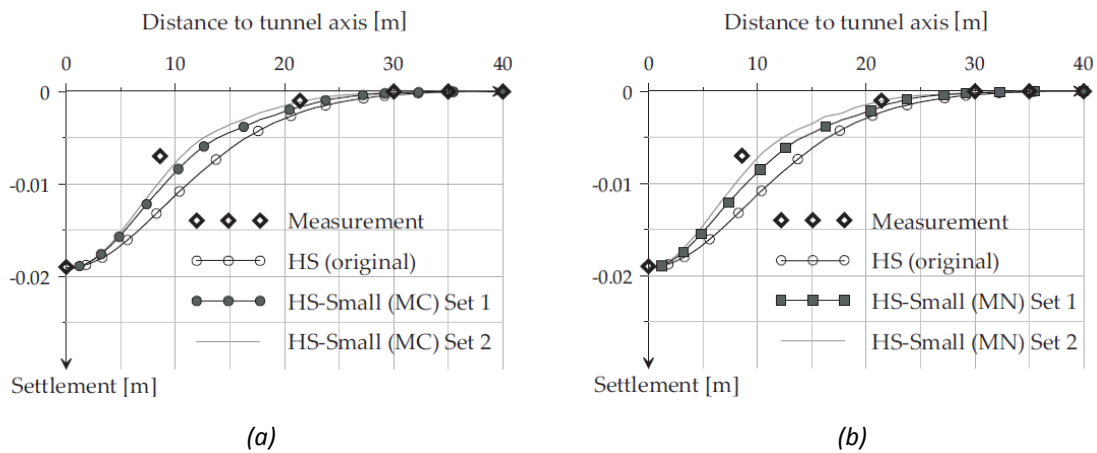 Distance to tunnel axis [m]
0 10 20 30 40
0
-0.01
-0.02
Measurement
HS (original)
HS-Small (MC) Set 1
HS-Small (MC) Set 2
Settlement [m]
(a)
Distance to tunnel axis [m]
0 10 20 30 40
0
-0.01
-0.02
Measurement
HS (original)
HS-Small (MN) Set 1
HS-Small (MN) Set 2
Settlement [m]
(b)